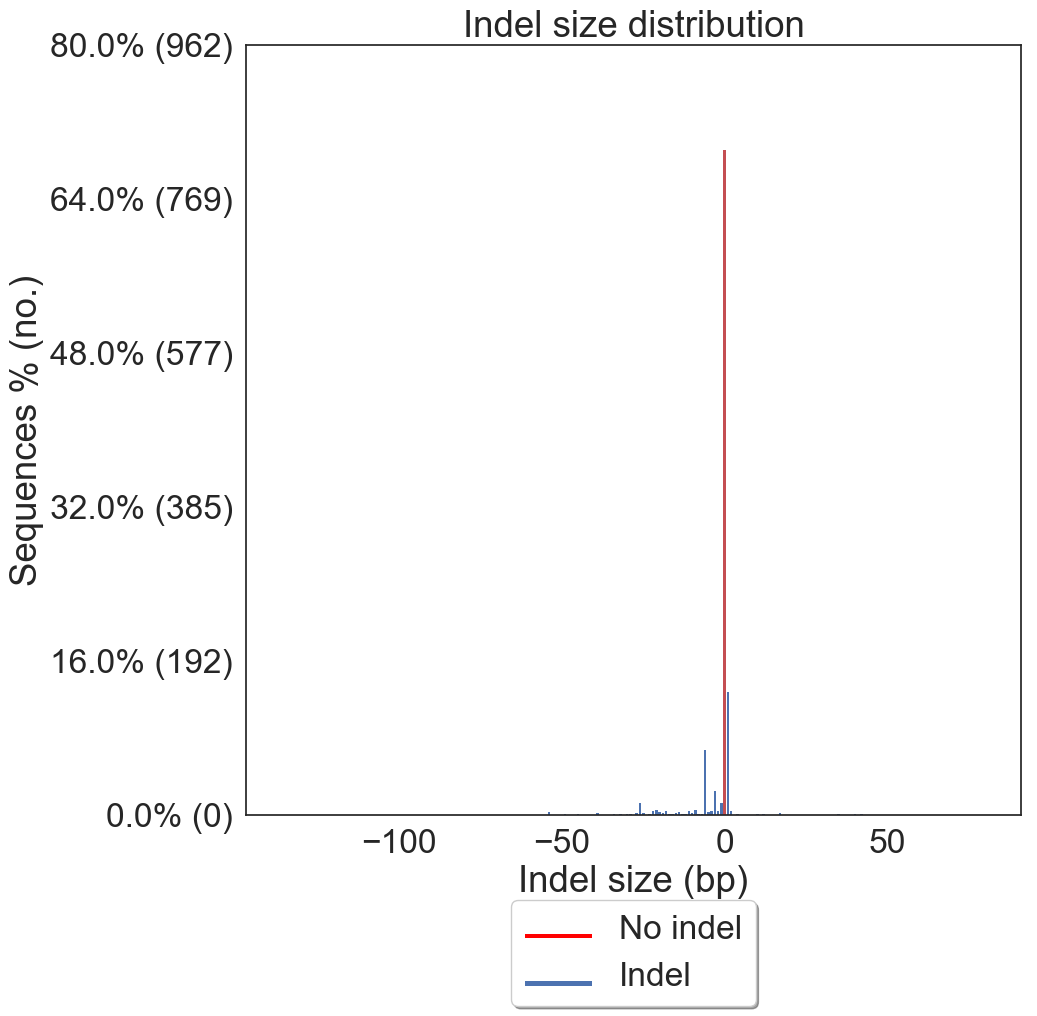 Indel size distribution
80.0% (962)
64.0% (769)
48.0% (577)
32.0% (385)
16.0% (192)
0.0% (0)
Sequences % (no.)
−100
−50
0
50
Indel size (bp)
No indel
Indel